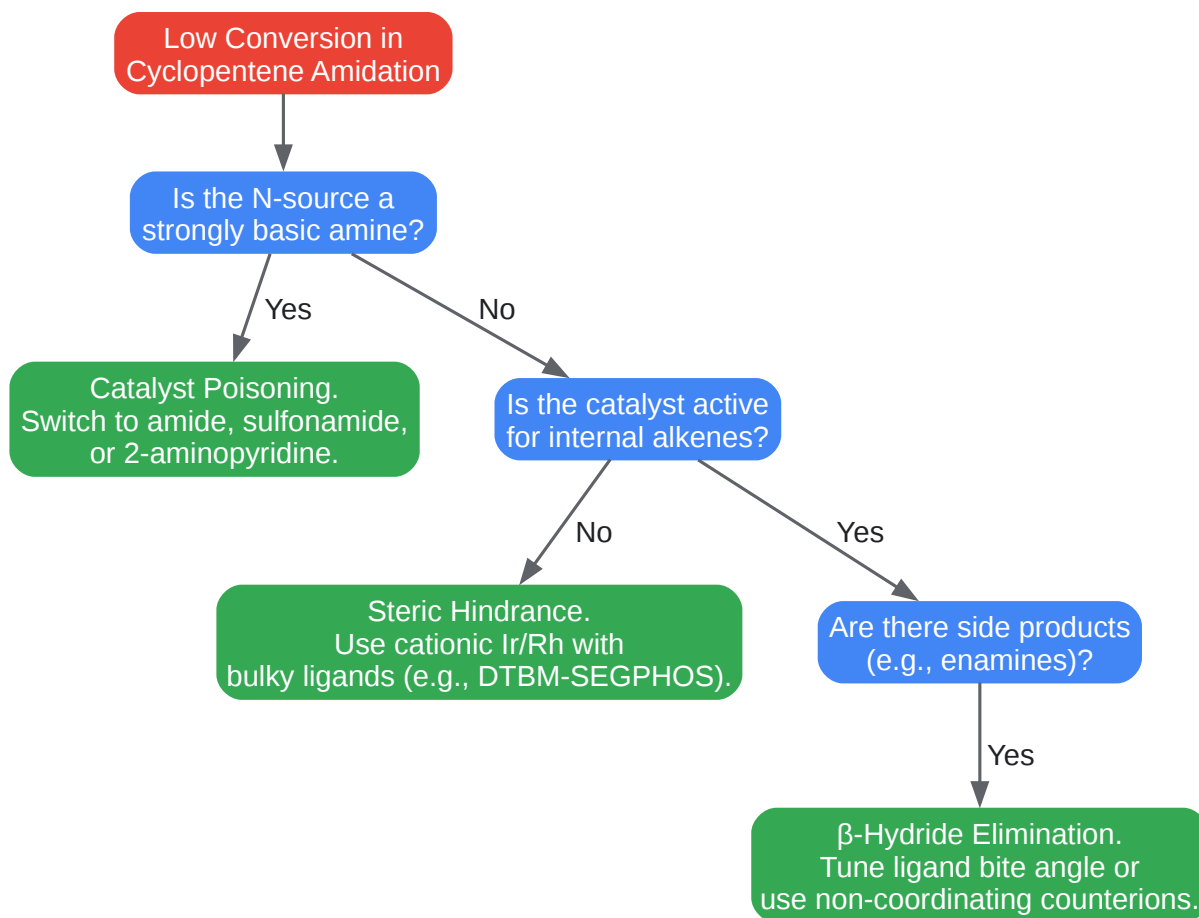 Low Conversion in
Cyclopentene Amidation
Is the N-source a
strongly basic amine?
Yes
No
Catalyst Poisoning.
Switch to amide, sulfonamide,
or 2-aminopyridine.
Is the catalyst active
for internal alkenes?
No
Yes
Steric Hindrance.
Use cationic Ir/Rh with
bulky ligands (e.g., DTBM-SEGPHOS).
Are there side products
(e.g., enamines)?
Yes
β-Hydride Elimination.
Tune ligand bite angle or
use non-coordinating counterions.